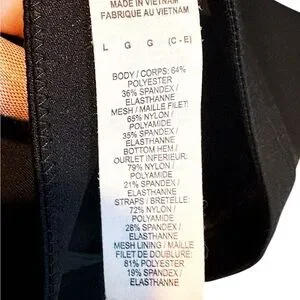 MADE IN VIETNAM
FABRIQUE AU VIETNAM
L G G (C-E)
BODY / CORPS: 64%
POLYESTER
36% SPANDEX /
ELASTHANNE
MESH / MAILLE FILET:
65% NYLON /
POLYAMIDE
35% SPANDEX /
ELASTHANNE
BOTTOM HEM /
OURLET INFERIEUR:
79% NYLON /
POLYAMIDE
21% SPANDEX /
ELASTHANNE
STRAPS / BRETELLE:
72% NYLON /
POLYAMIDE
28% SPANDEX /
ELASTHANNE
MESH LINING / MAILLE
FILET DE DOUBLURE:
81% POLYESTER
19% SPANDEX /
ELASTHANNE